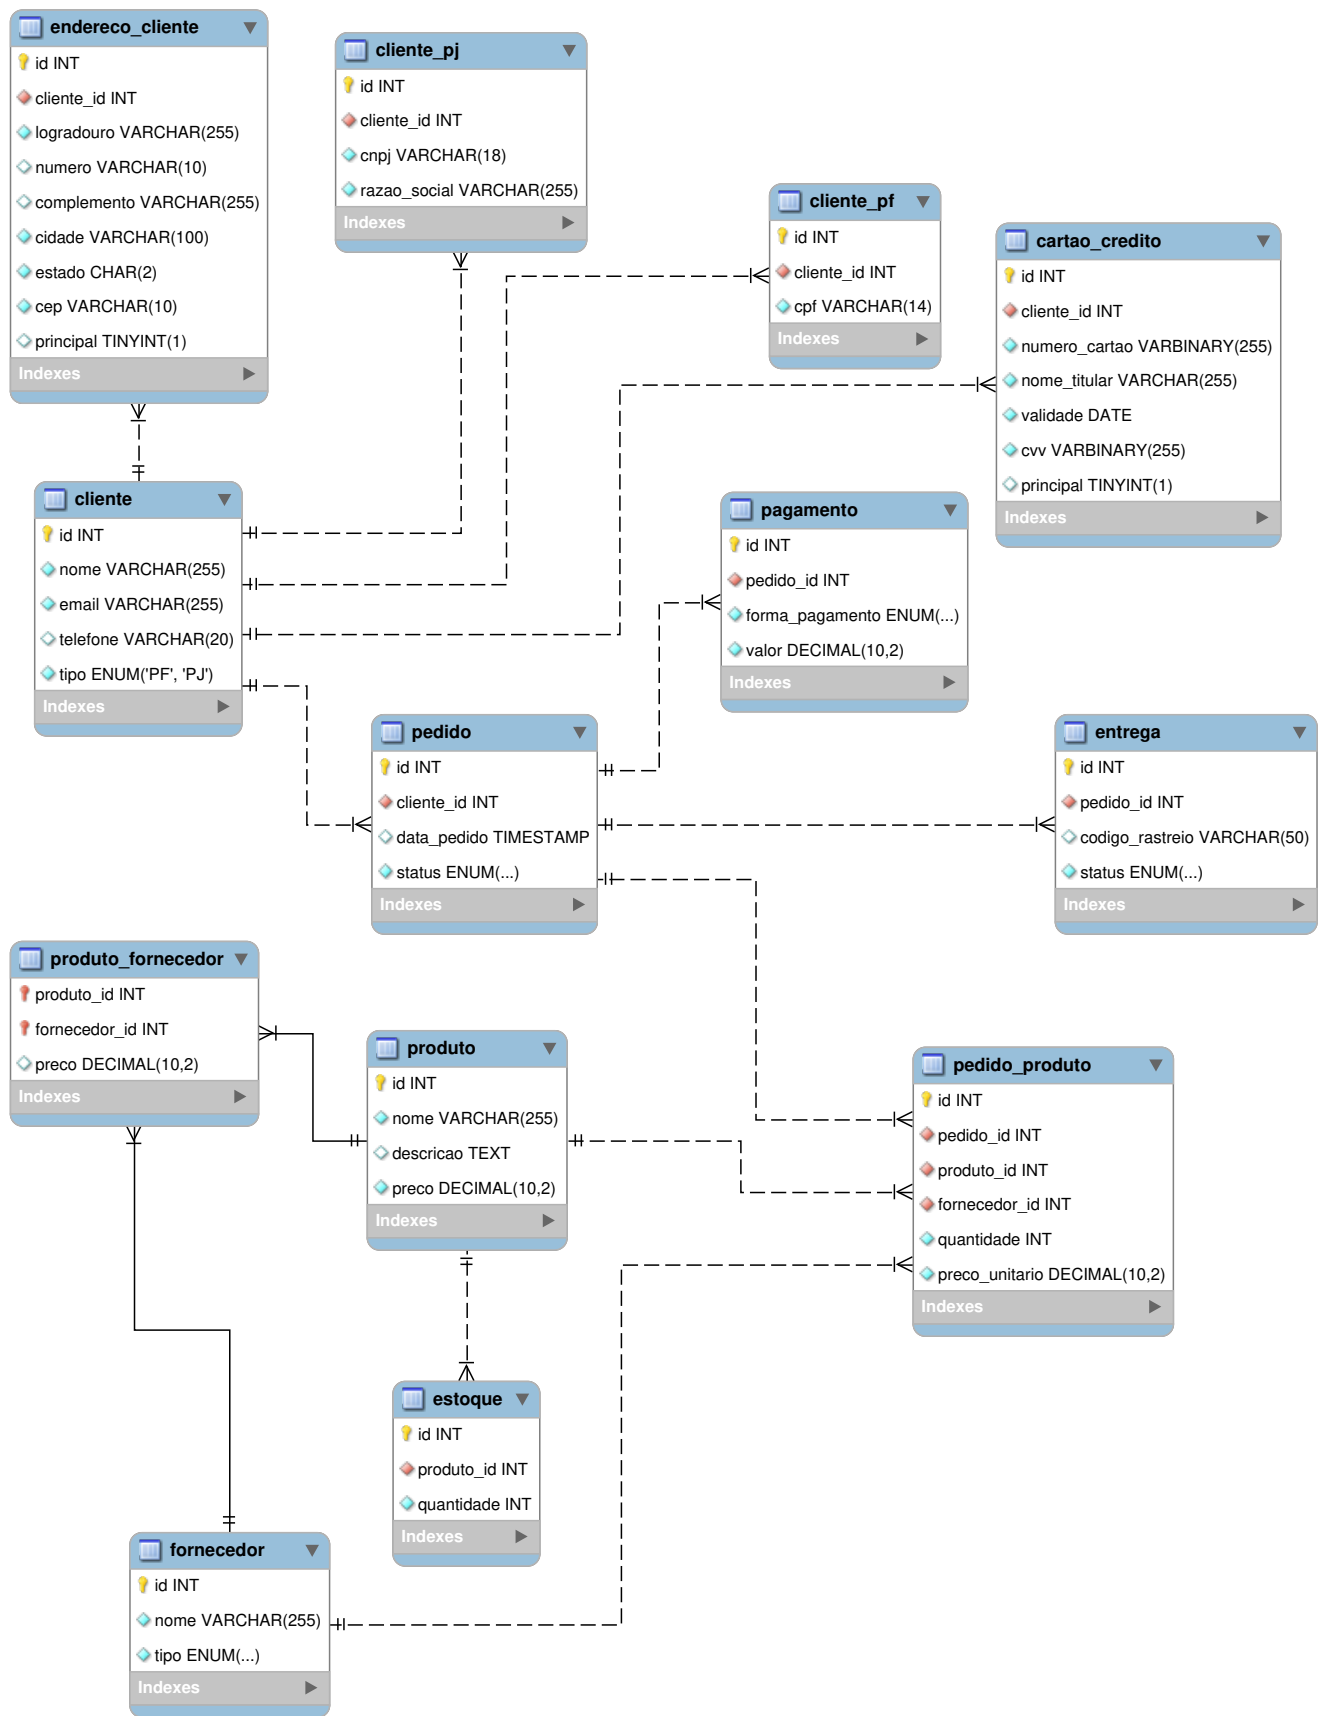 endereco_cliente
id INT
cliente_id INT
logradouro VARCHAR(255)
numero VARCHAR(10)
complemento VARCHAR(255)
cidade VARCHAR(100)
estado CHAR(2)
cep VARCHAR(10)
principal TINYINT(1)
Indexes
cliente_pj
id INT
cliente_id INT
cnpj VARCHAR(18)
razao_social VARCHAR(255)
Indexes
cliente_pf
id INT
cliente_id INT
cpf VARCHAR(14)
Indexes
cartao_credito
id INT
cliente_id INT
numero_cartao VARBINARY(255)
nome_titular VARCHAR(255)
validade DATE
cvv VARBINARY(255)
principal TINYINT(1)
Indexes
cliente
id INT
nome VARCHAR(255)
email VARCHAR(255)
telefone VARCHAR(20)
tipo ENUM('PF', 'PJ')
Indexes
pagamento
id INT
pedido_id INT
forma_pagamento ENUM(...)
valor DECIMAL(10,2)
Indexes
pedido
id INT
cliente_id INT
data_pedido TIMESTAMP
status ENUM(...)
Indexes
entrega
id INT
pedido_id INT
codigo_rastreio VARCHAR(50)
status ENUM(...)
Indexes
produto_fornecedor
produto_id INT
fornecedor_id INT
preco DECIMAL(10,2)
Indexes
produto
id INT
nome VARCHAR(255)
descricao TEXT
preco DECIMAL(10,2)
Indexes
pedido_produto
id INT
pedido_id INT
produto_id INT
fornecedor_id INT
quantidade INT
preco_unitario DECIMAL(10,2)
Indexes
estoque
id INT
produto_id INT
quantidade INT
Indexes
fornecedor
id INT
nome VARCHAR(255)
tipo ENUM(...)
Indexes